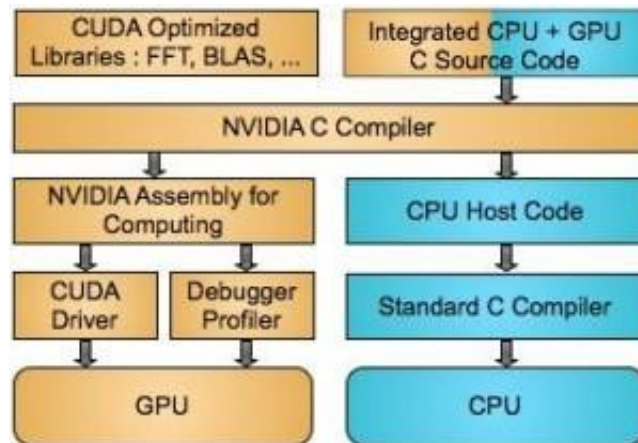 CUDA Optimized
Libraries : FFT, BLAS, ...
Integrated CPU + GPU
C Source Code
NVIDIA C Compiler
NVIDIA Assembly for
Computing
CPU Host Code
CUDA
Driver
Debugger
Profiler
Standard C Compiler
GPU
CPU